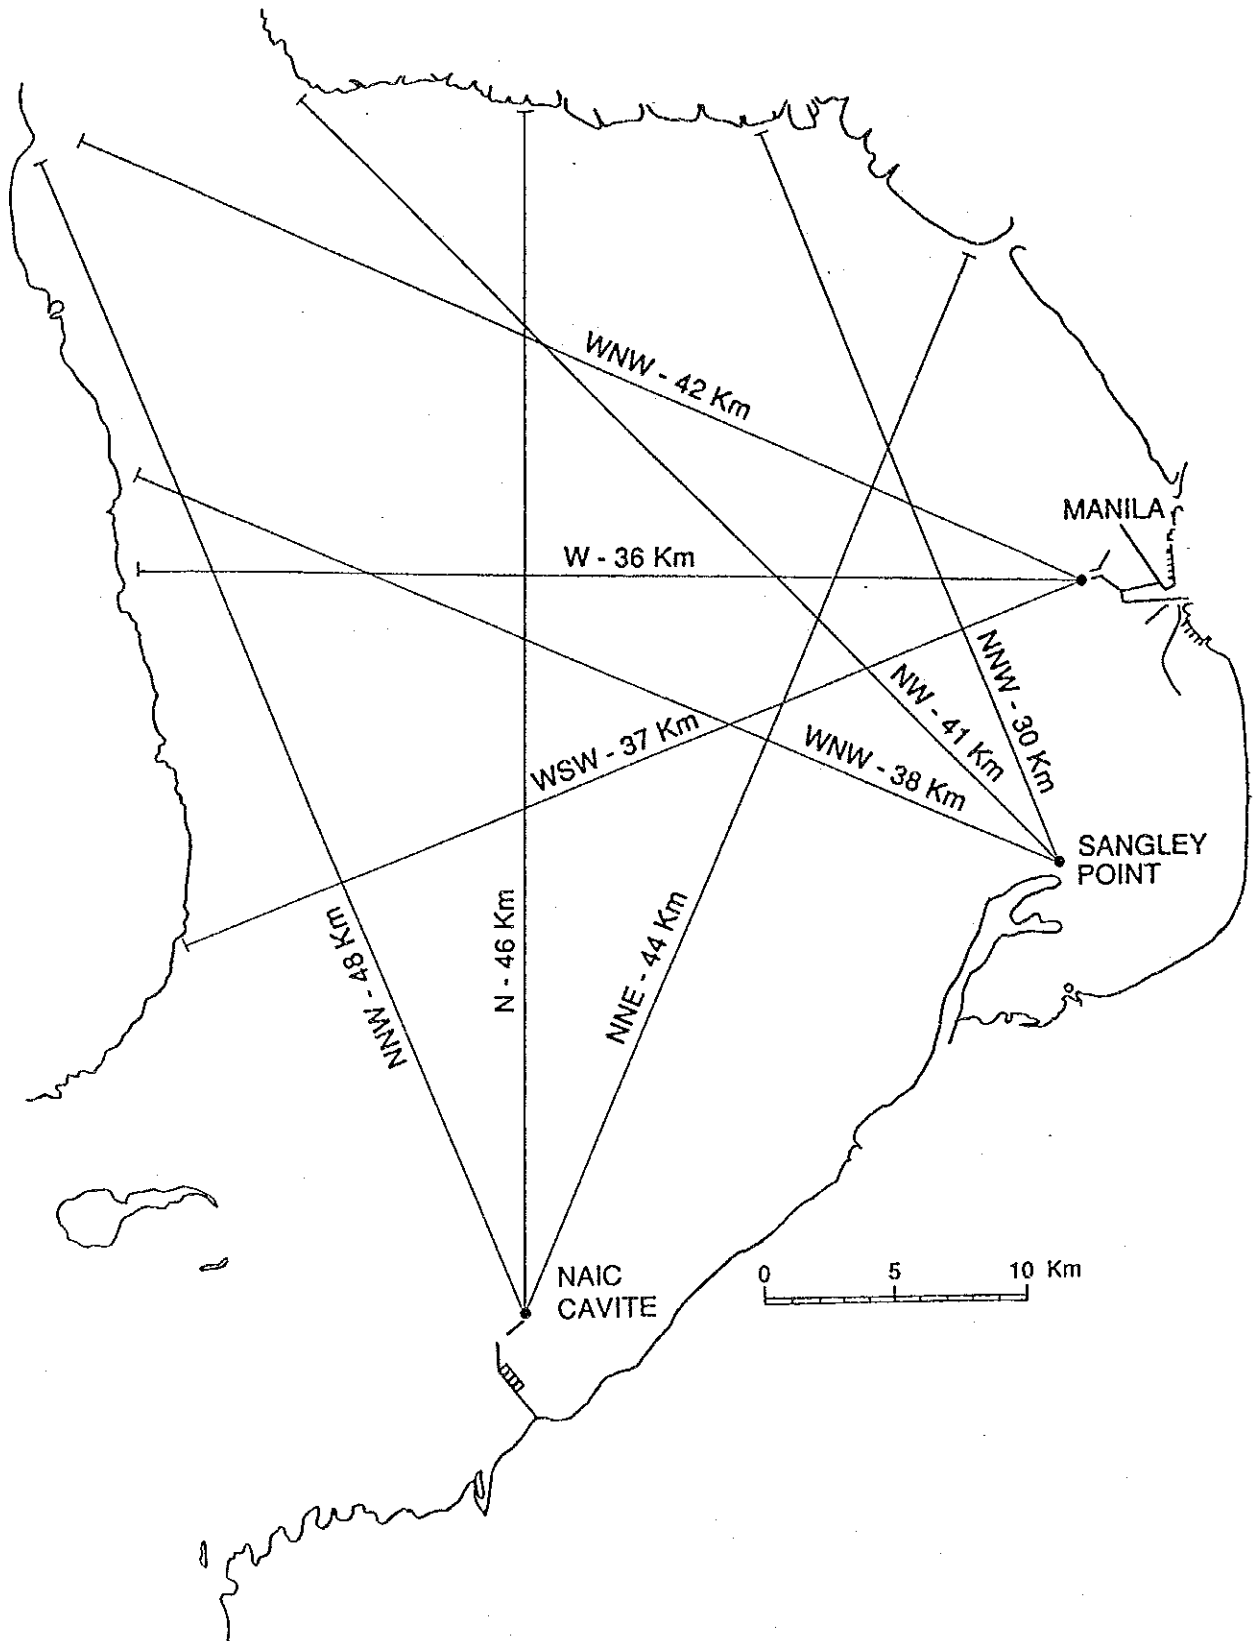 WNW - 42 Km
MANILA
W - 36 Km
NNW - 30 Km
NW - 41 Km
WSW - 37 Km
WNW - 38 Km
SANGLEY
POINT
NNW - 48 Km
N - 46 Km
NNE - 44 Km
NAIC
CAVITE
0 5 10 Km